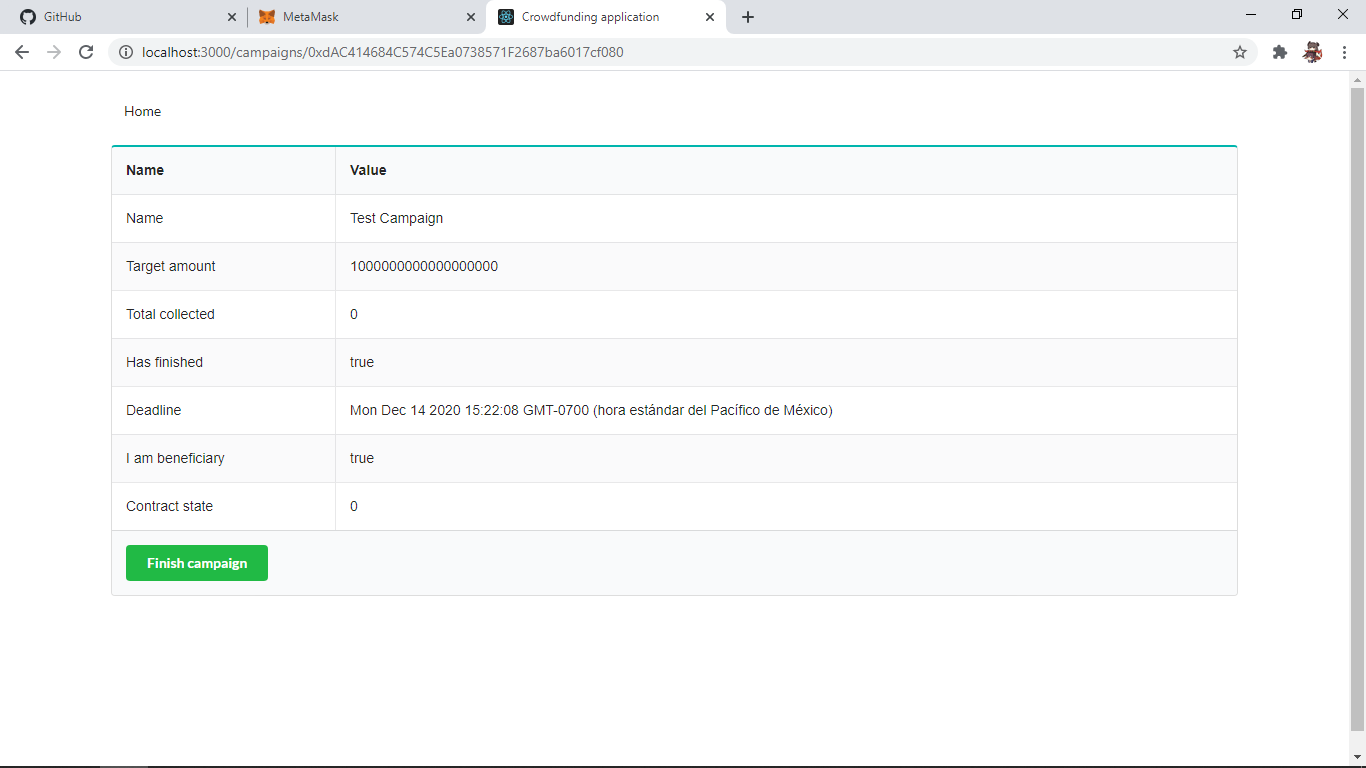 GitHub
MetaMask
Crowdfunding application
localhost:3000/campaigns/0xdAC414684C574C5Ea0738571F2687ba6017cf080
Home
Name Value
Name Test Campaign
Target amount 1000000000000000000
Total collected 0
Has finished true
Deadline Mon Dec 14 2020 15:22:08 GMT-0700 (hora estándar del Pacífico de México)
I am beneficiary true
Contract state 0
Finish campaign